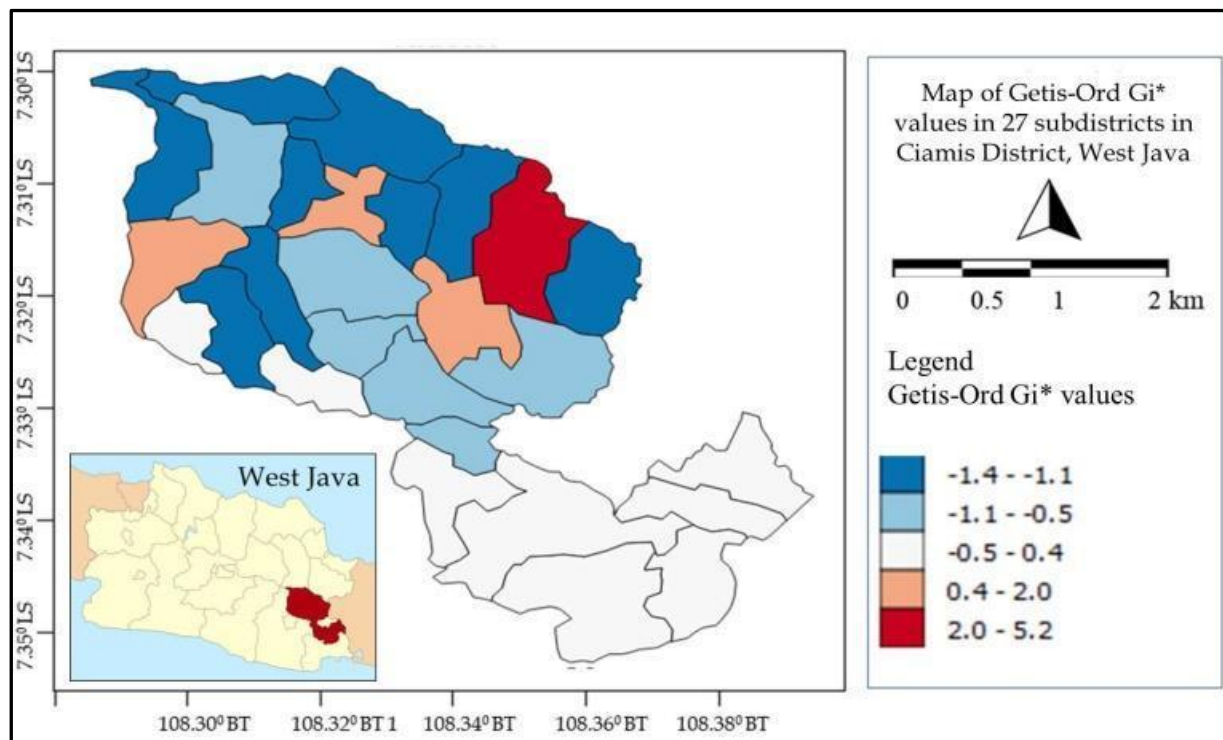 7.30⁰LS
7.31⁰LS
7.32⁰LS
7.33⁰LS
7.34⁰LS
7.35⁰LS
108.30⁰BT
108.32⁰BT 1
108.34⁰BT
108.36⁰BT
108.38⁰BT
West Java
Map of Getis-Ord Gi*
values in 27 subdistricts in
Ciamis District, West Java
0 0.5 1 2 km
Legend
Getis-Ord Gi* values
-1.4 - -1.1
-1.1 - -0.5
-0.5 - 0.4
0.4 - 2.0
2.0 - 5.2